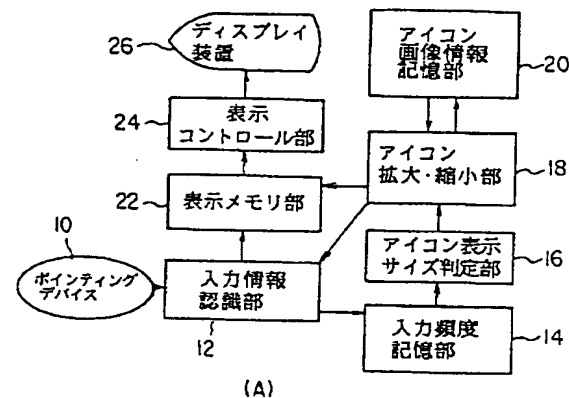 26
ディスプレイ
装置
アイコン
画像情報
記憶部
20
24
表示
コントロール部
アイコン
拡大・縮小部
18
22
表示メモリ部
10
ポインティング
デバイス
入力情報
認識部
12
アイコン表示
サイズ判定部
16
入力頻度
記憶部
14
(A)